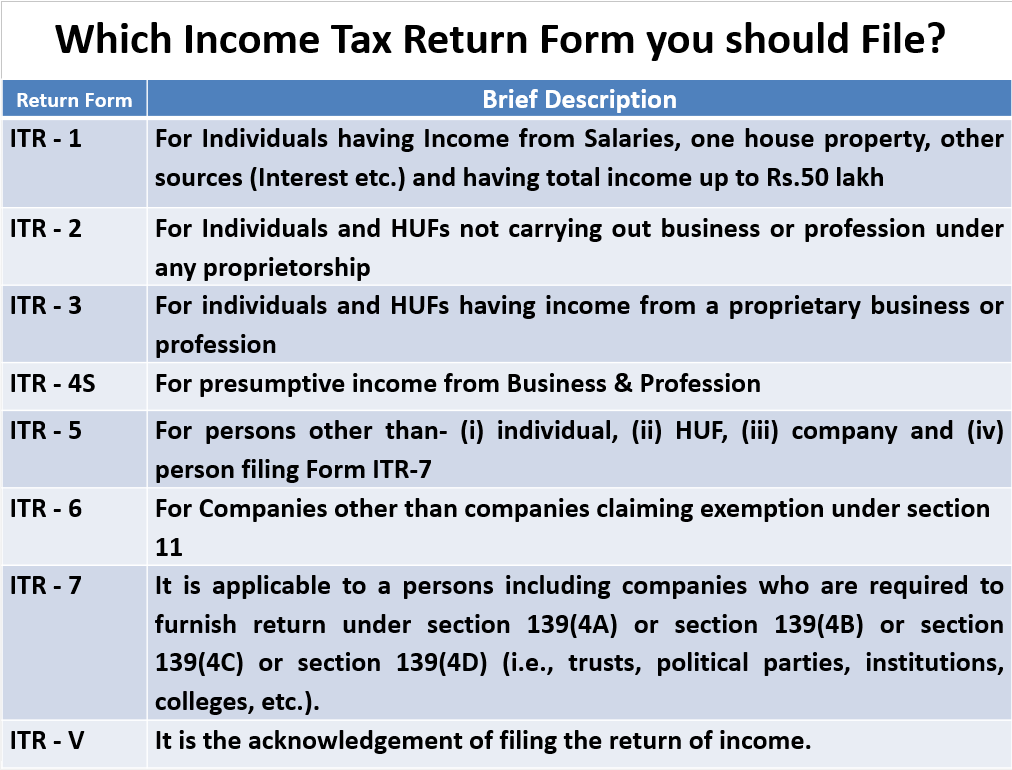 Which Income Tax Return Form you should File?
Return Form Brief Description
ITR - 1 For Individuals having Income from Salaries, one house property, other
sources (Interest etc.) and having total income up to Rs.50 lakh
ITR - 2 For Individuals and HUFs not carrying out business or profession under
any proprietorship
ITR - 3 For individuals and HUFs having income from a proprietary business or
profession
ITR - 4S For presumptive income from Business & Profession
ITR - 5 For persons other than- (i) individual, (ii) HUF, (iii) company and (iv)
person filing Form ITR-7
ITR - 6 For Companies other than companies claiming exemption under section
11
ITR - 7 It is applicable to a persons including companies who are required to
furnish return under section 139(4A) or section 139(4B) or section
139(4C) or section 139(4D) (i.e., trusts, political parties, institutions,
colleges, etc.).
ITR - V It is the acknowledgement of filing the return of income.